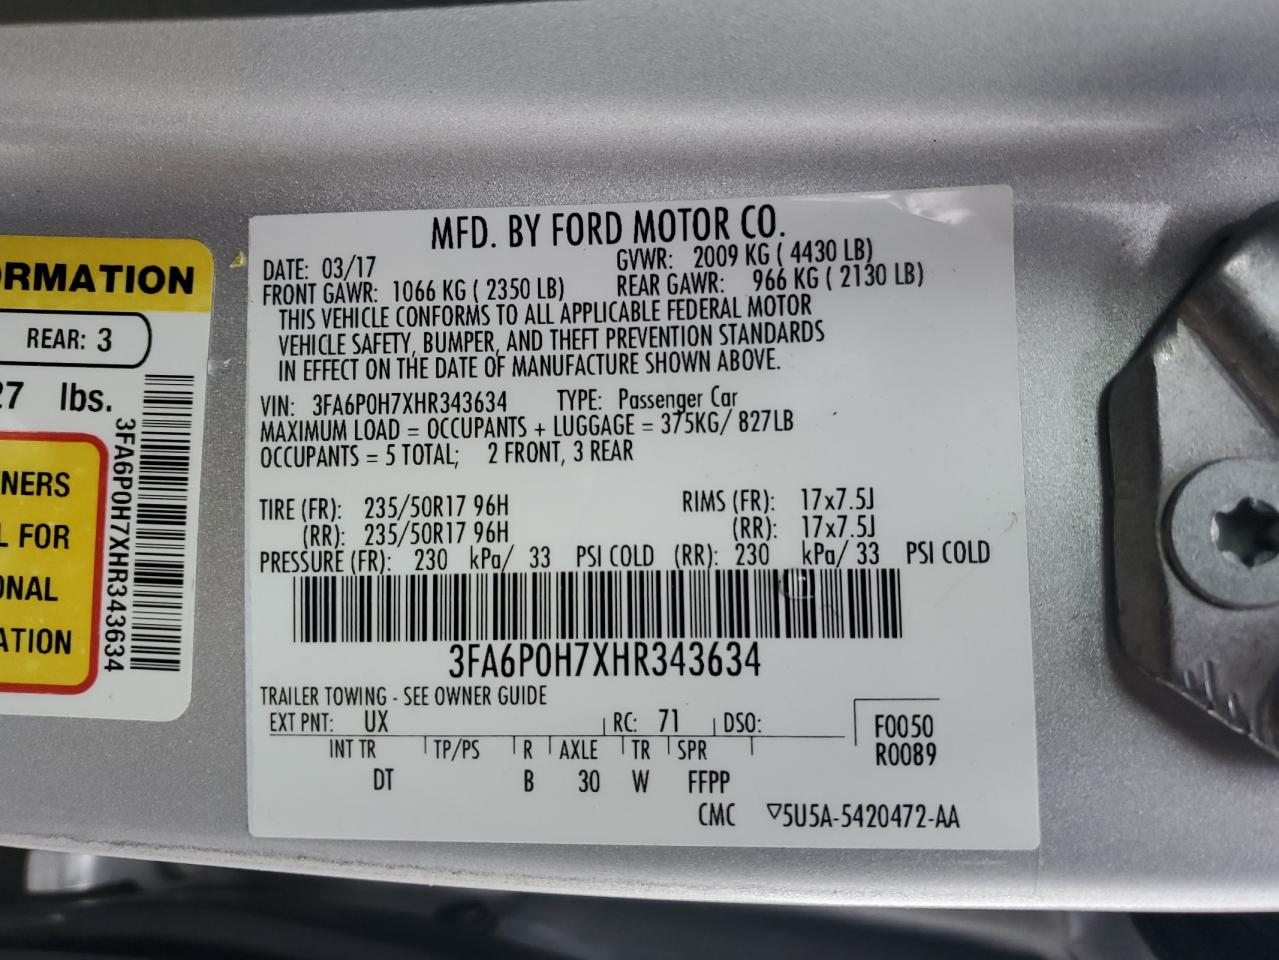 ORMATION
REAR: 3
27 lbs.
3FA6P0H7XHR343634
NERS
L FOR
ONAL
ATION
MFD. BY FORD MOTOR CO.
DATE: 03/17 GVWR: 2009 KG ( 4430 LB)
FRONT GAWR: 1066 KG ( 2350 LB) REAR GAWR: 966 KG ( 2130 LB)
THIS VEHICLE CONFORMS TO ALL APPLICABLE FEDERAL MOTOR
VEHICLE SAFETY, BUMPER, AND THEFT PREVENTION STANDARDS
IN EFFECT ON THE DATE OF MANUFACTURE SHOWN ABOVE.
VIN: 3FA6P0H7XHR343634 TYPE: Passenger Car
MAXIMUM LOAD = OCCUPANTS + LUGGAGE = 375KG/ 827LB
OCCUPANTS = 5 TOTAL; 2 FRONT, 3 REAR
TIRE (FR): 235/50R17 96H RIMS (FR): 17x7.5J
(RR): 235/50R17 96H (RR): 17x7.5J
PRESSURE (FR): 230 kPa/ 33 PSI COLD (RR): 230 kPa/ 33 PSI COLD
3FA6P0H7XHR343634
TRAILER TOWING - SEE OWNER GUIDE
EXT PNT: UX RC: 71 DSO: F0050
INT TR TP/PS R AXLE TR SPR R0089
DT B 30 W FFPP
CMC ▽5U5A-5420472-AA